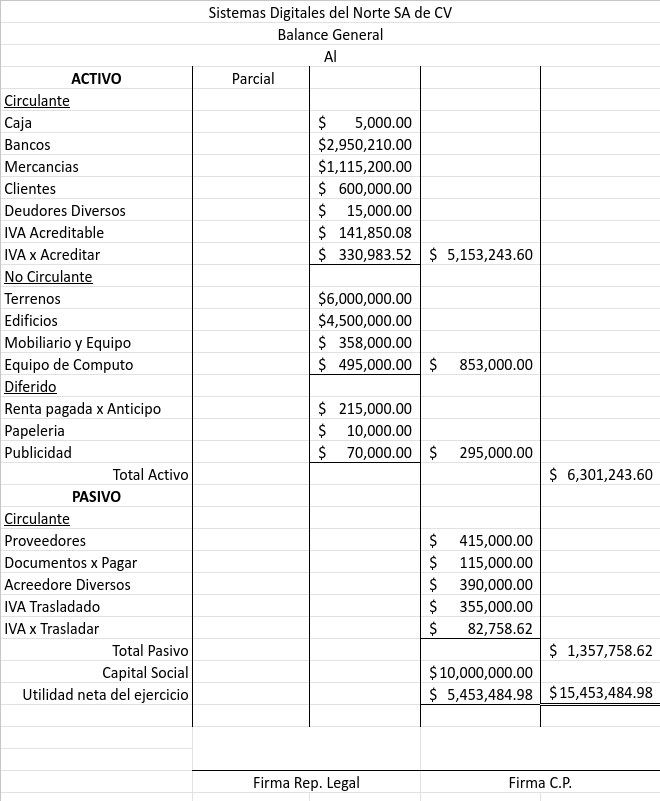 Sistemas Digitales del Norte SA de CV
Balance General
Al
ACTIVO Parcial
Circulante
Caja $ 5,000.00
Bancos $2,950,210.00
Mercancias $1,115,200.00
Clientes $ 600,000.00
Deudores Diversos $ 15,000.00
IVA Acreditable $ 141,850.08
IVA x Acreditar $ 330,983.52 $ 5,153,243.60
No Circulante
Terrenos $6,000,000.00
Edificios $4,500,000.00
Mobiliario y Equipo $ 358,000.00
Equipo de Computo $ 495,000.00 $ 853,000.00
Diferido
Renta pagada x Anticipo $ 215,000.00
Papeleria $ 10,000.00
Publicidad $ 70,000.00 $ 295,000.00
Total Activo $ 6,301,243.60
PASIVO
Circulante
Proveedores $ 415,000.00
Documentos x Pagar $ 115,000.00
Acreedore Diversos $ 390,000.00
IVA Trasladado $ 355,000.00
IVA x Trasladar $ 82,758.62
Total Pasivo $ 1,357,758.62
Capital Social $10,000,000.00
Utilidad neta del ejercicio $ 5,453,484.98 $15,453,484.98
Firma Rep. Legal Firma C.P.